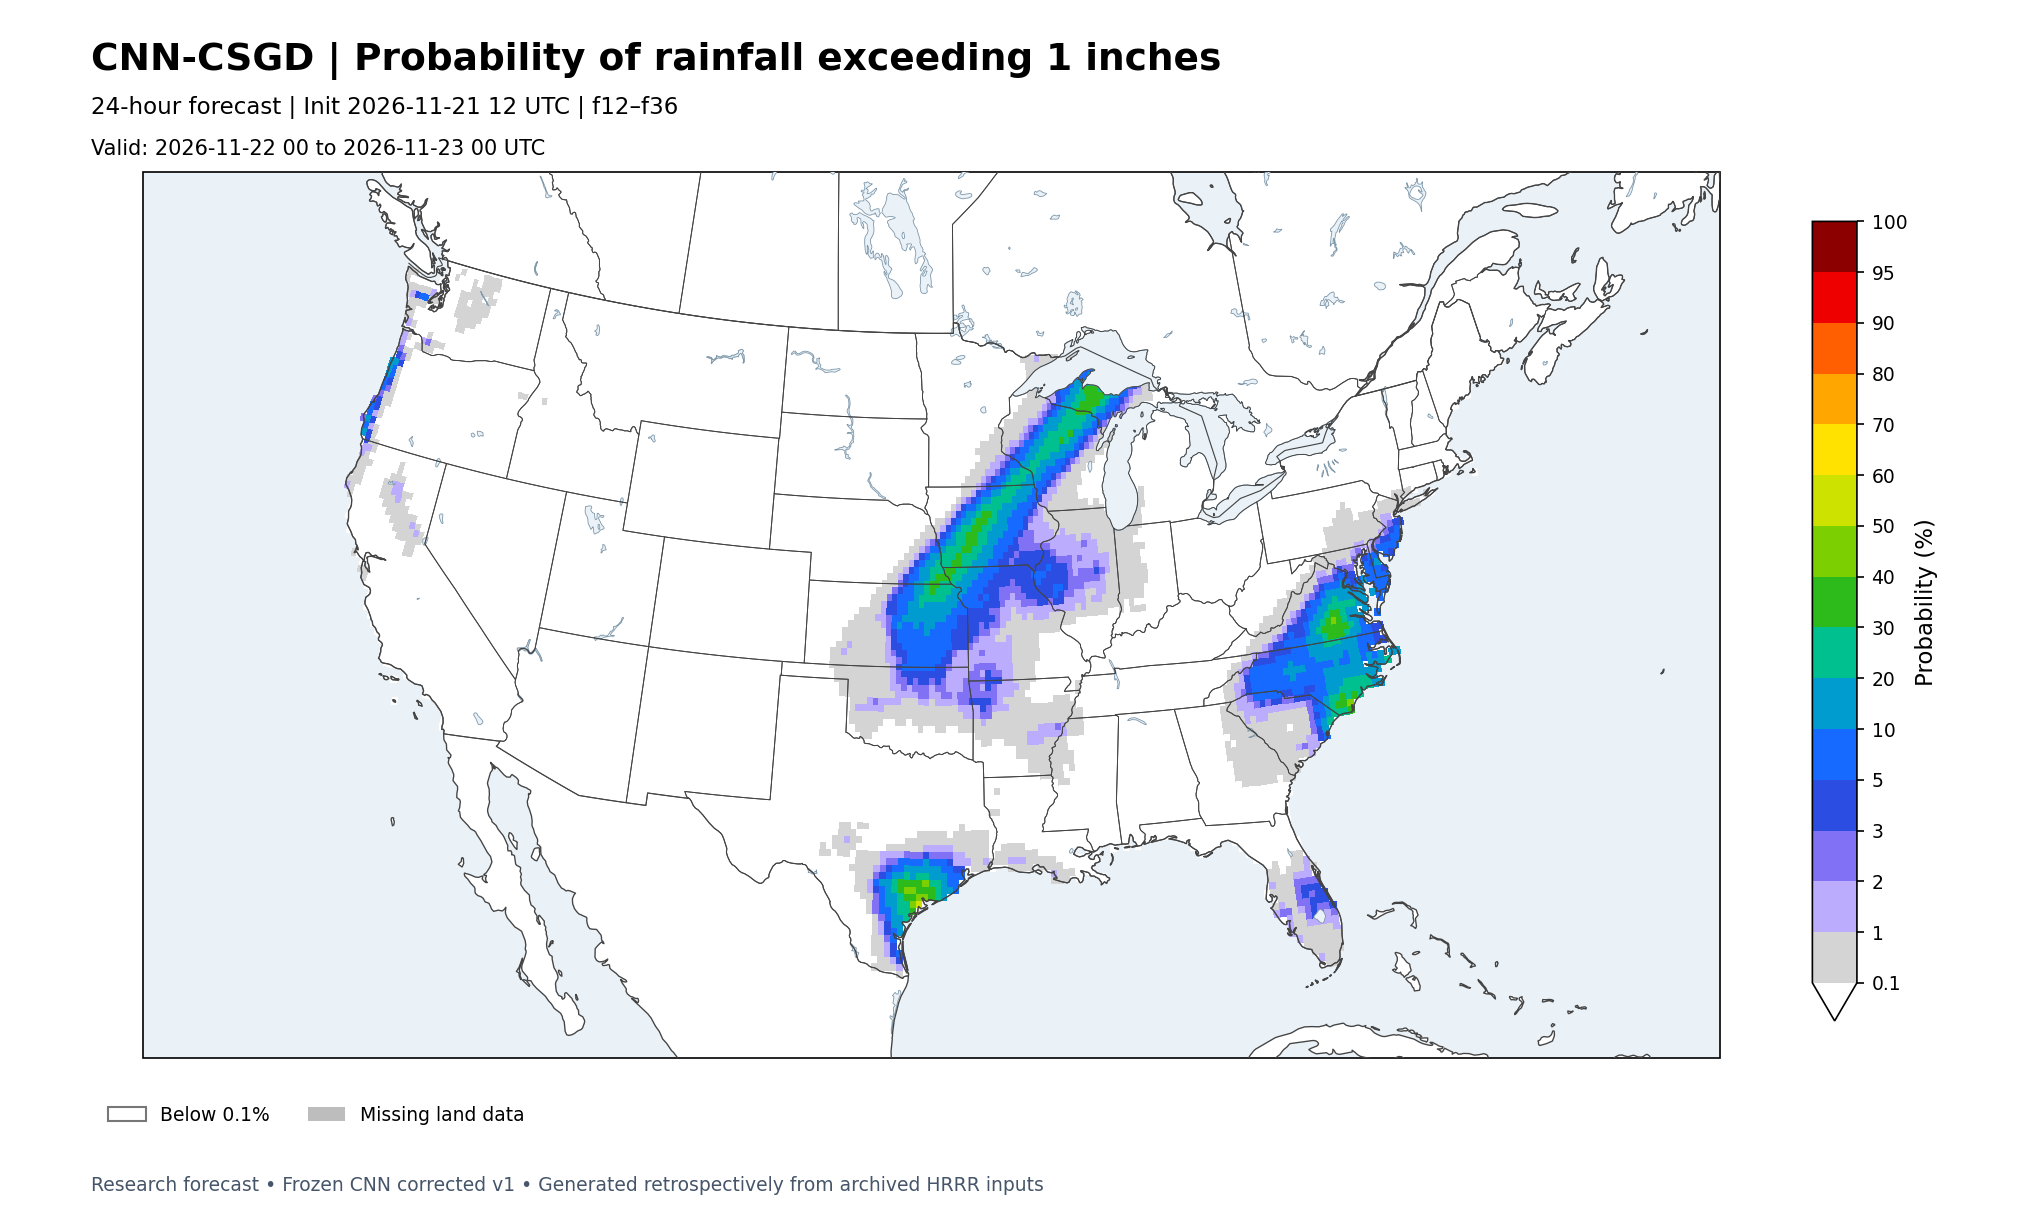 CNN-CSGD | Probability of rainfall exceeding 1 inches
24-hour forecast | Init 2026-11-21 12 UTC | f12–f36
Valid: 2026-11-22 00 to 2026-11-23 00 UTC
100
95
90
80
70
60
50
40
30
20
10
5
3
2
1
0.1
Probability (%)
Below 0.1%
Missing land data
Research forecast • Frozen CNN corrected v1 • Generated retrospectively from archived HRRR inputs